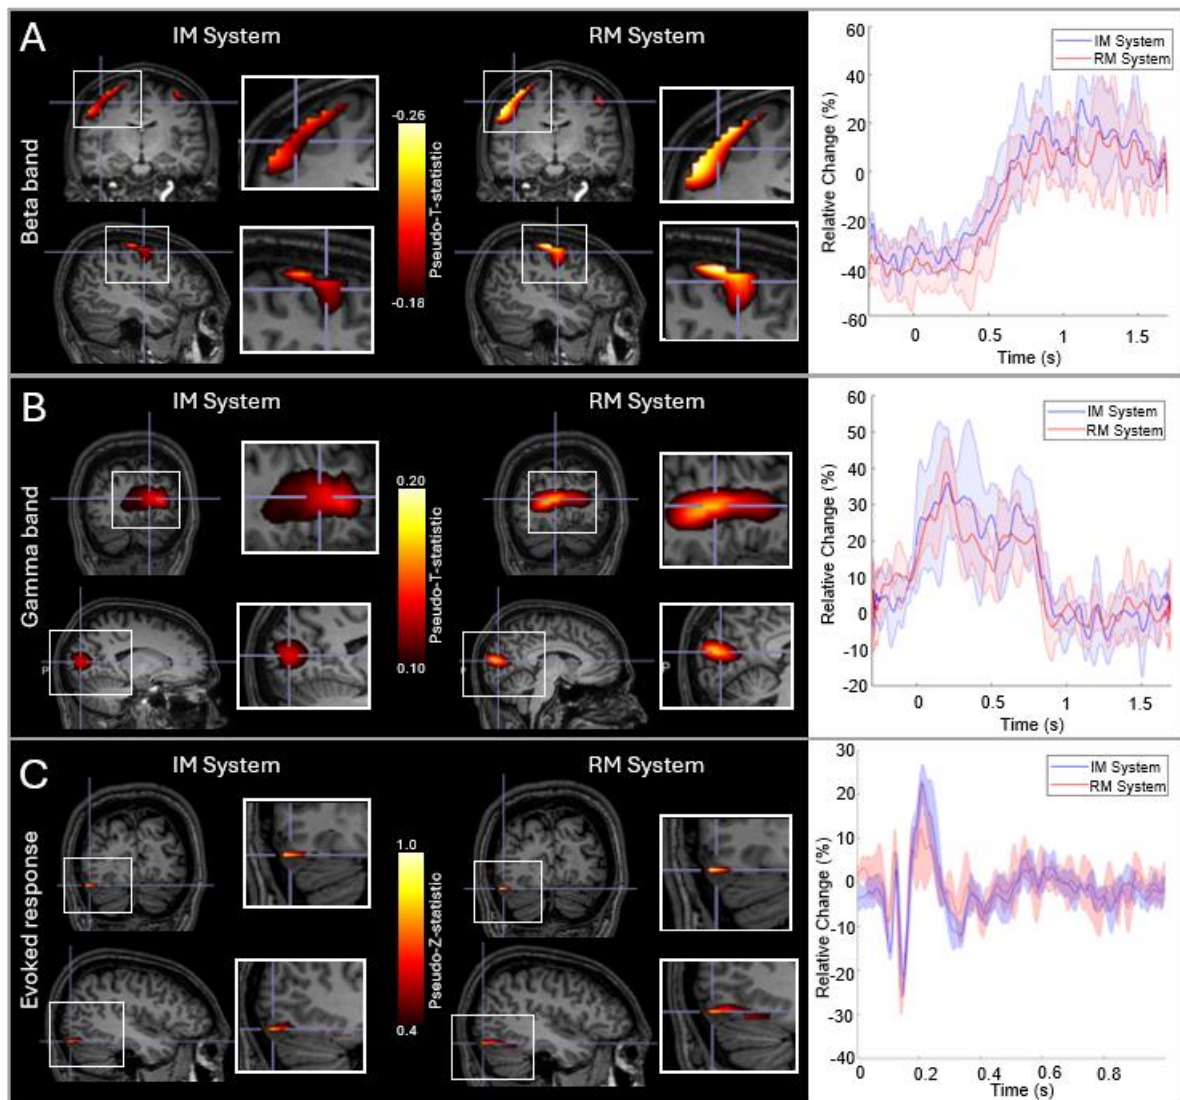 A
IM System
RM System
Beta band
-0.26
Pseudo-T-statistic
-0.18
60
40
20
0
-20
-40
-60
Relative Change (%)
IM System
RM System
0
0.5
1
1.5
Time (s)
B
IM System
RM System
Gamma band
P
0.20
Pseudo-T-statistic
0.10
P
P
60
50
40
30
20
10
0
-10
-20
Relative Change (%)
IM System
RM System
0
0.5
1
1.5
Time (s)
C
IM System
RM System
Evoked response
1.0
Pseudo-Z-statistic
0.4
30
20
10
0
-10
-20
-30
-40
Relative Change (%)
IM System
RM System
0
0.2
0.4
0.6
0.8
Time (s)